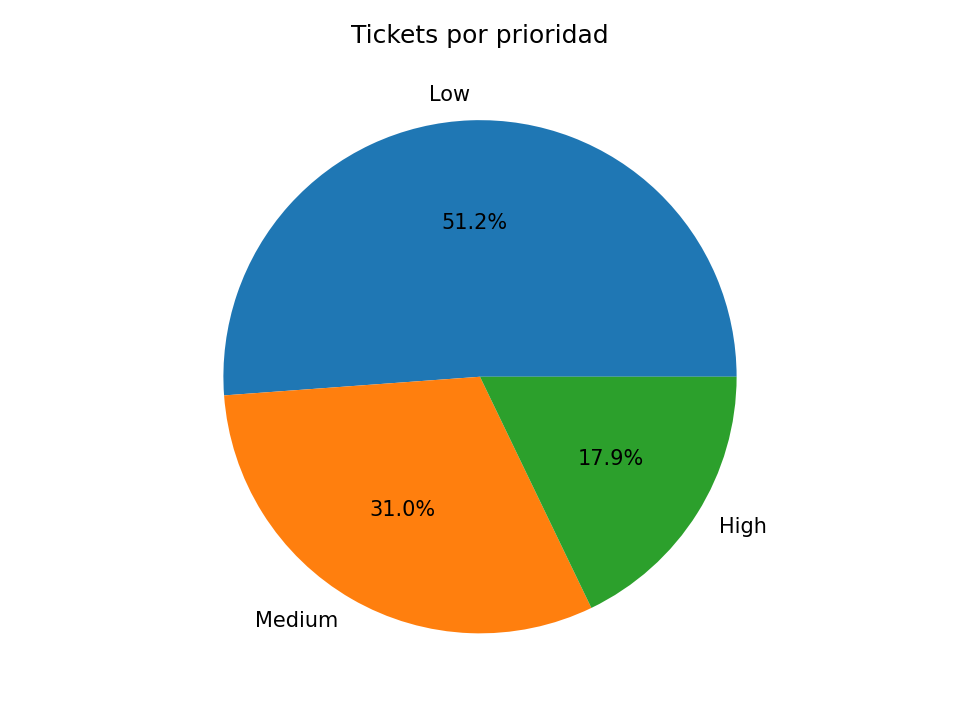 Tickets por prioridad
Low
51.2%
17.9%
31.0%
High
Medium